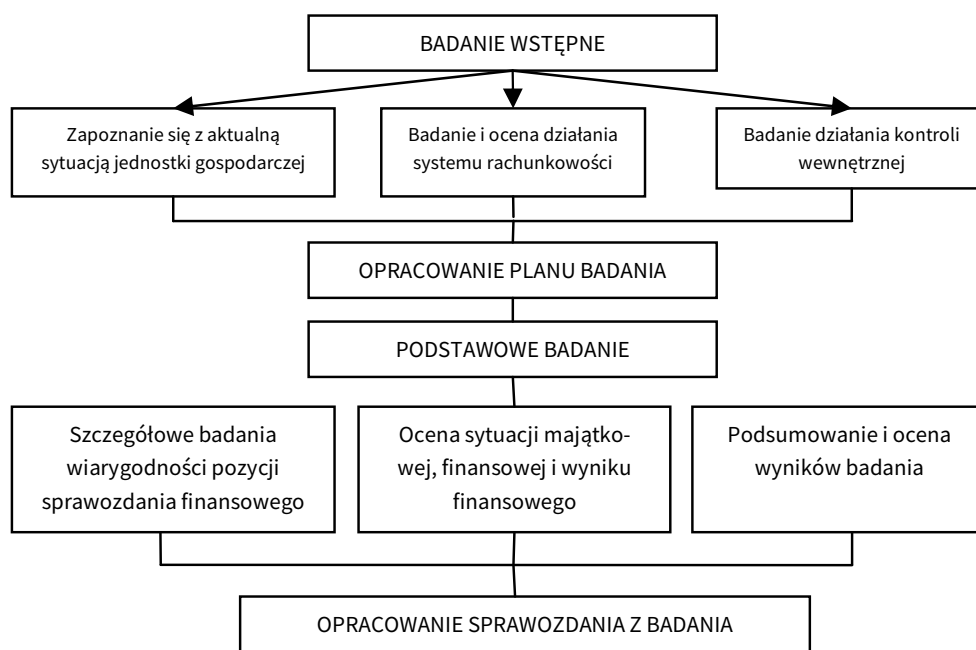 BADANIE WSTĘPNE
Zapoznanie się z aktualną
sytuacją jednostki gospodarczej
Badanie i ocena działania
systemu rachunkowości
Badanie działania kontroli
wewnętrznej
OPRACOWANIE PLANU BADANIA
PODSTAWOWE BADANIE
Szczegółowe badania
wiarygodności pozycji
sprawozdania finansowego
Ocena sytuacji majątko-
wej, finansowej i wyniku
finansowego
Podsumowanie i ocena
wyników badania
OPRACOWANIE SPRAWOZDANIA Z BADANIA